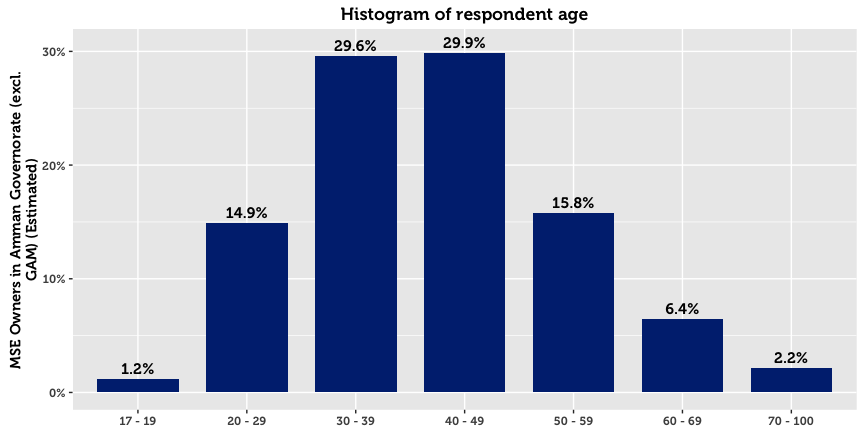 Histogram of respondent age
MSE Owners in Amman Governorate (excl.
GAM) (Estimated)
30%
20%
10%
0%
1.2%
14.9%
29.6%
29.9%
15.8%
6.4%
2.2%
17 - 19
20 - 29
30 - 39
40 - 49
50 - 59
60 - 69
70 - 100